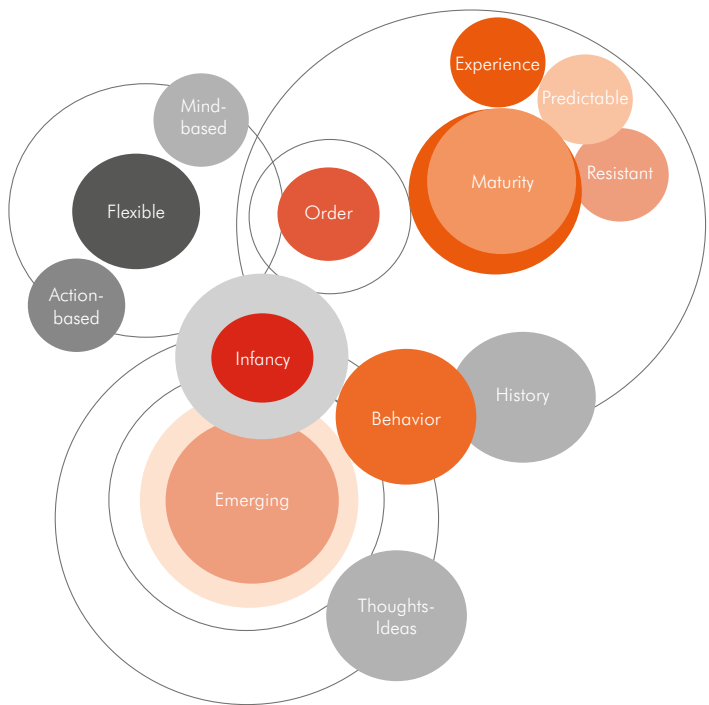 Experience
Predictable
Mind-
based
Resistant
Maturity
Flexible
Order
Action-
based
Infancy
History
Behavior
Emerging
Thoughts-
Ideas